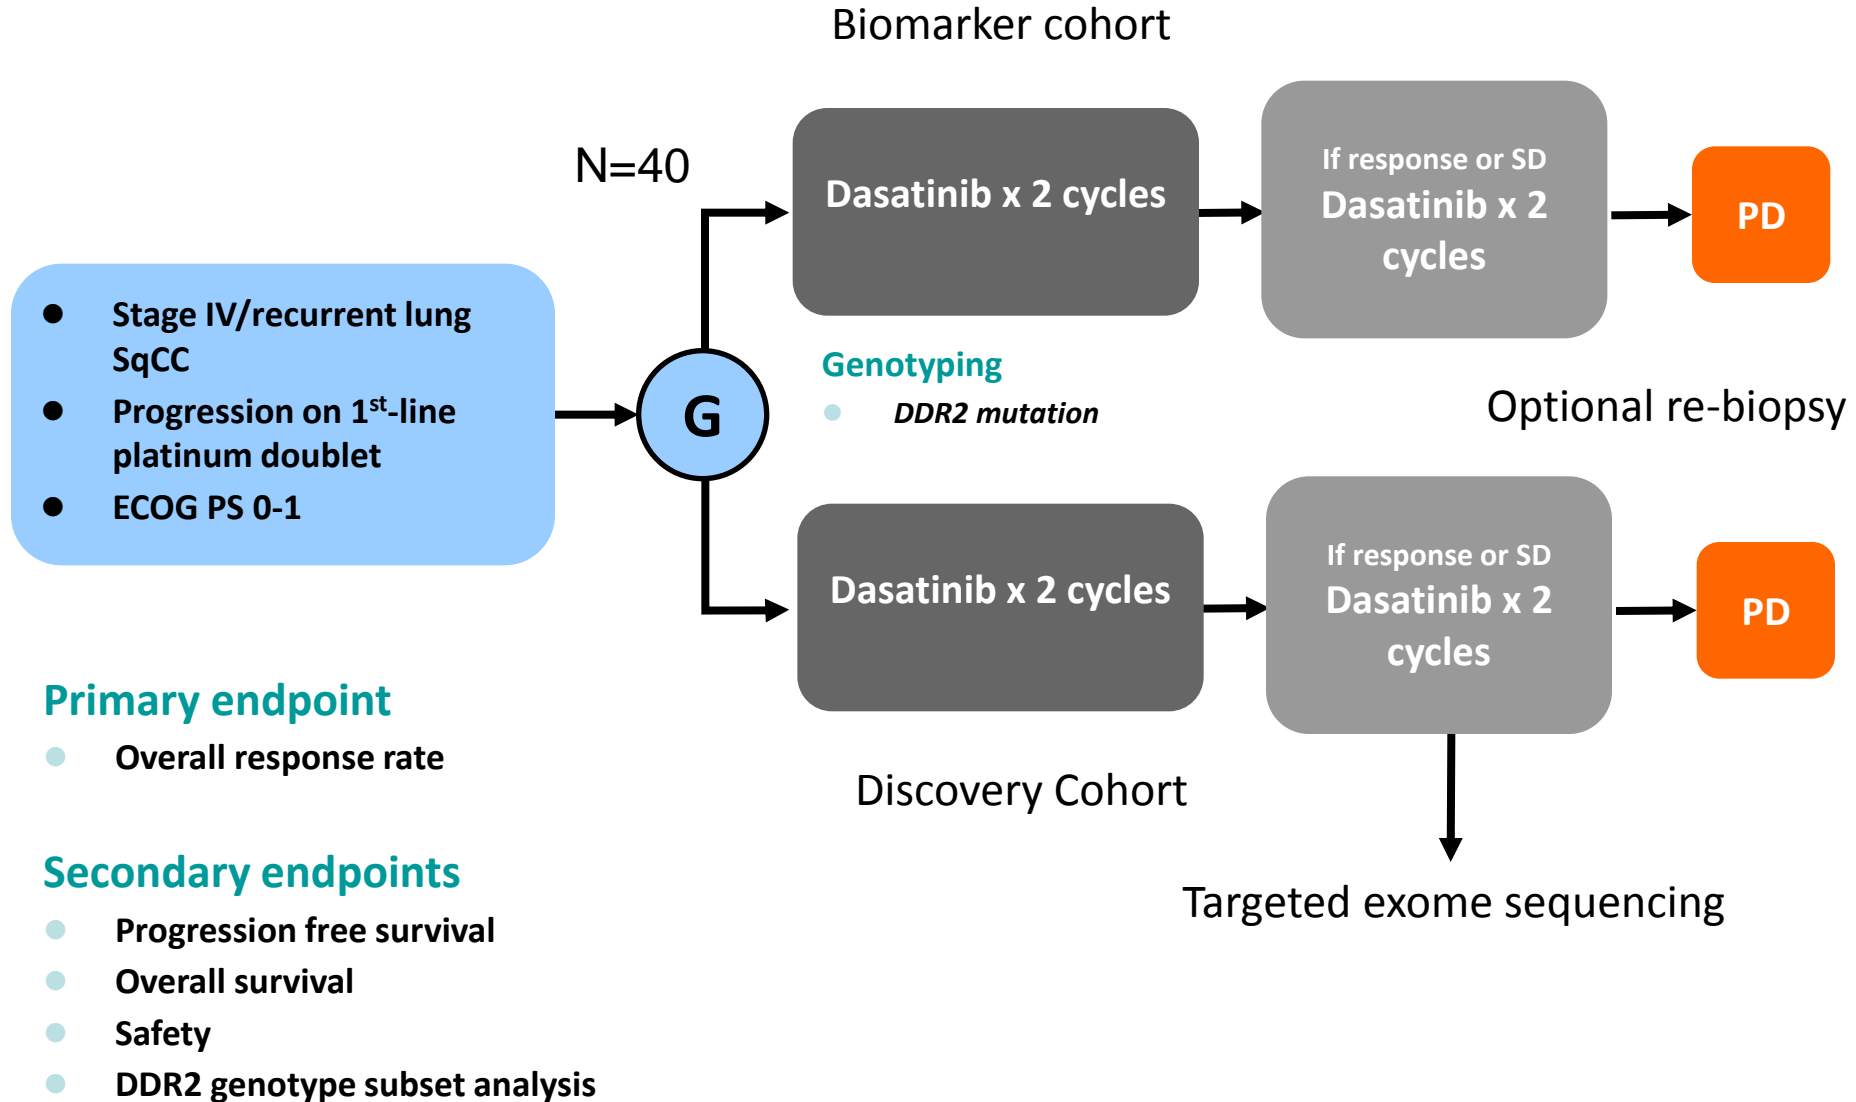 Biomarker cohort
N=40
Dasatinib x 2 cycles
If response or SD
Dasatinib x 2
cycles
PD
● Stage IV/recurrent lung
SqCC
● Progression on 1st-line
platinum doublet
● ECOG PS 0-1
G
Genotyping
● DDR2 mutation
Optional re-biopsy
Dasatinib x 2 cycles
If response or SD
Dasatinib x 2
cycles
PD
Discovery Cohort
Targeted exome sequencing
Primary endpoint
● Overall response rate
Secondary endpoints
● Progression free survival
● Overall survival
● Safety
● DDR2 genotype subset analysis